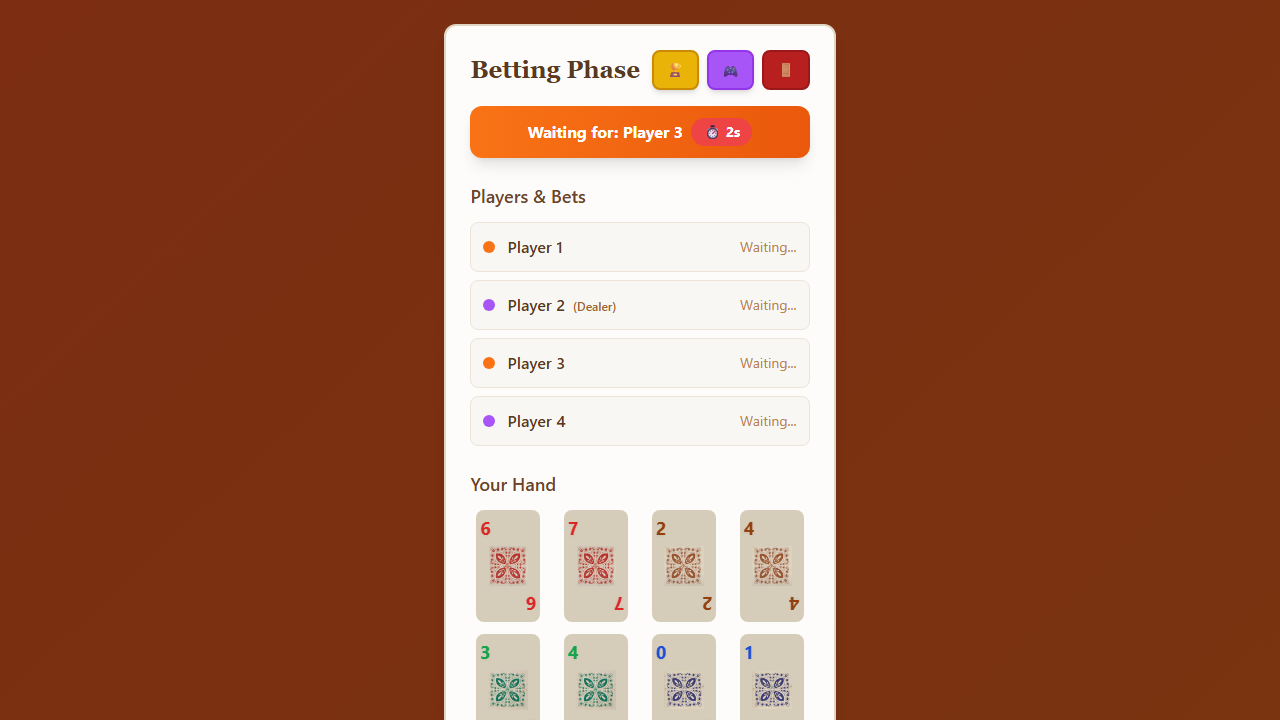 Betting Phase
Waiting for: Player 3 2s
Players & Bets
Player 1 Waiting...
Player 2 (Dealer) Waiting...
Player 3 Waiting...
Player 4 Waiting...
Your Hand
6 7 2 4
6 7 2 4
3 4 0 1